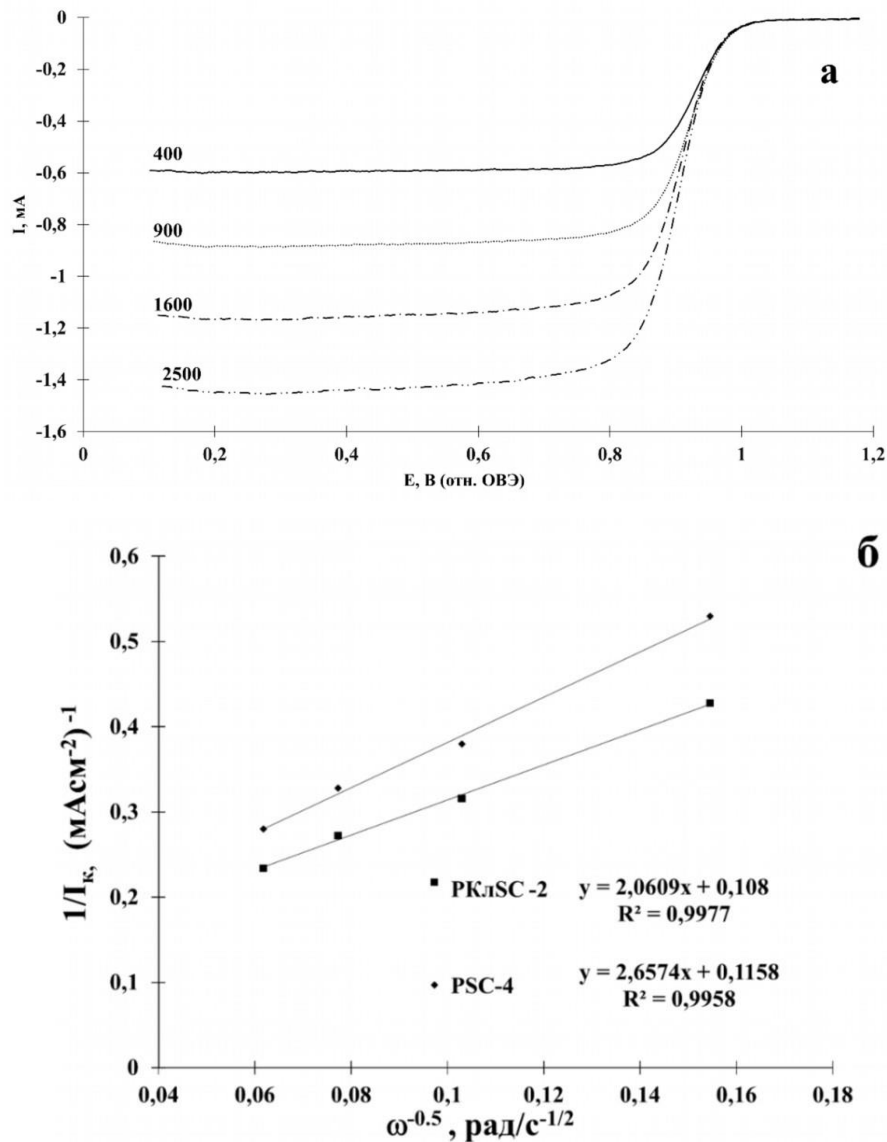 0
-0,2
-0,4
-0,6
-0,8
-1
-1,2
-1,4
-1,6
I, мА
а
400
900
1600
2500
0 0,2 0,4 0,6 0,8 1 1,2
E, В (отн. ОВЭ)
б
0,6
0,5
0,4
0,3
0,2
0,1
0
1/Iк, (мАсм-2) -1
РКлSC -2 y = 2,0609x + 0,108
R² = 0,9977
PSC-4 y = 2,6574x + 0,1158
R² = 0,9958
0,04 0,06 0,08 0,1 0,12 0,14 0,16 0,18
ω-0.5 , рад/с-1/2